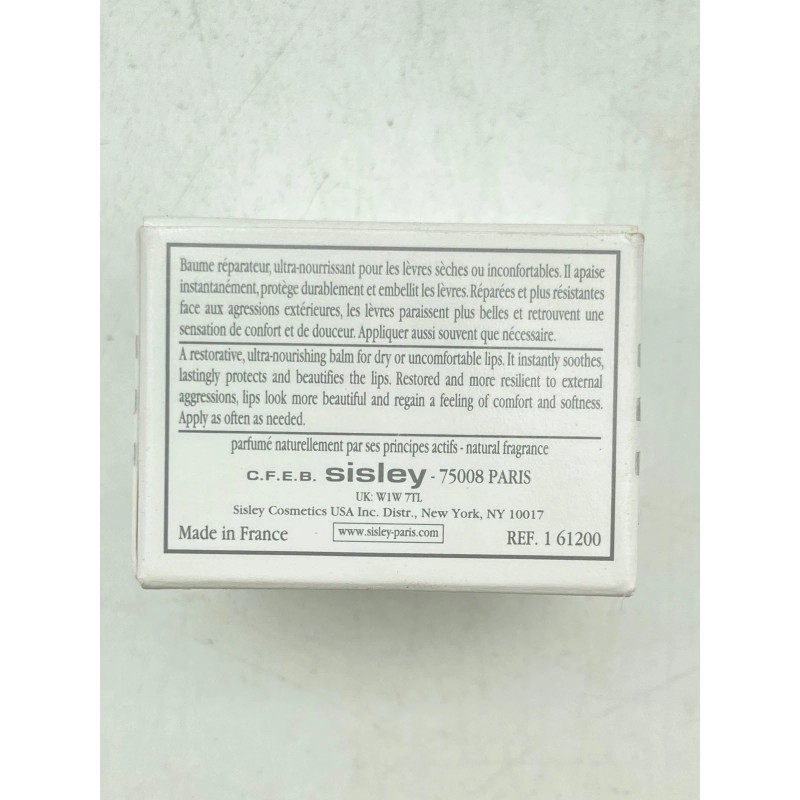 Baume réparateur, ultra-nourrissant pour les lèvres sèches ou inconfortables. Il apaise
instantanément, protège durablement et embellit les lèvres. Réparées et plus résistantes
face aux agressions extérieures, les lèvres paraissent plus belles et retrouvent une
sensation de confort et de douceur. Appliquer aussi souvent que nécessaire.
A restorative, ultra-nourishing balm for dry or uncomfortable lips. It instantly soothes,
lastingly protects and beautifies the lips. Restored and more resilient to external
aggressions, lips look more beautiful and regain a feeling of comfort and softness.
Apply as often as needed.
parfumé naturellement par ses principes actifs - natural fragrance
C.F.E.B. sisley - 75008 PARIS
UK: W1W 7TL
Sisley Cosmetics USA Inc. Distr., New York, NY 10017
Made in France www.sisley-paris.com REF. 1 61200